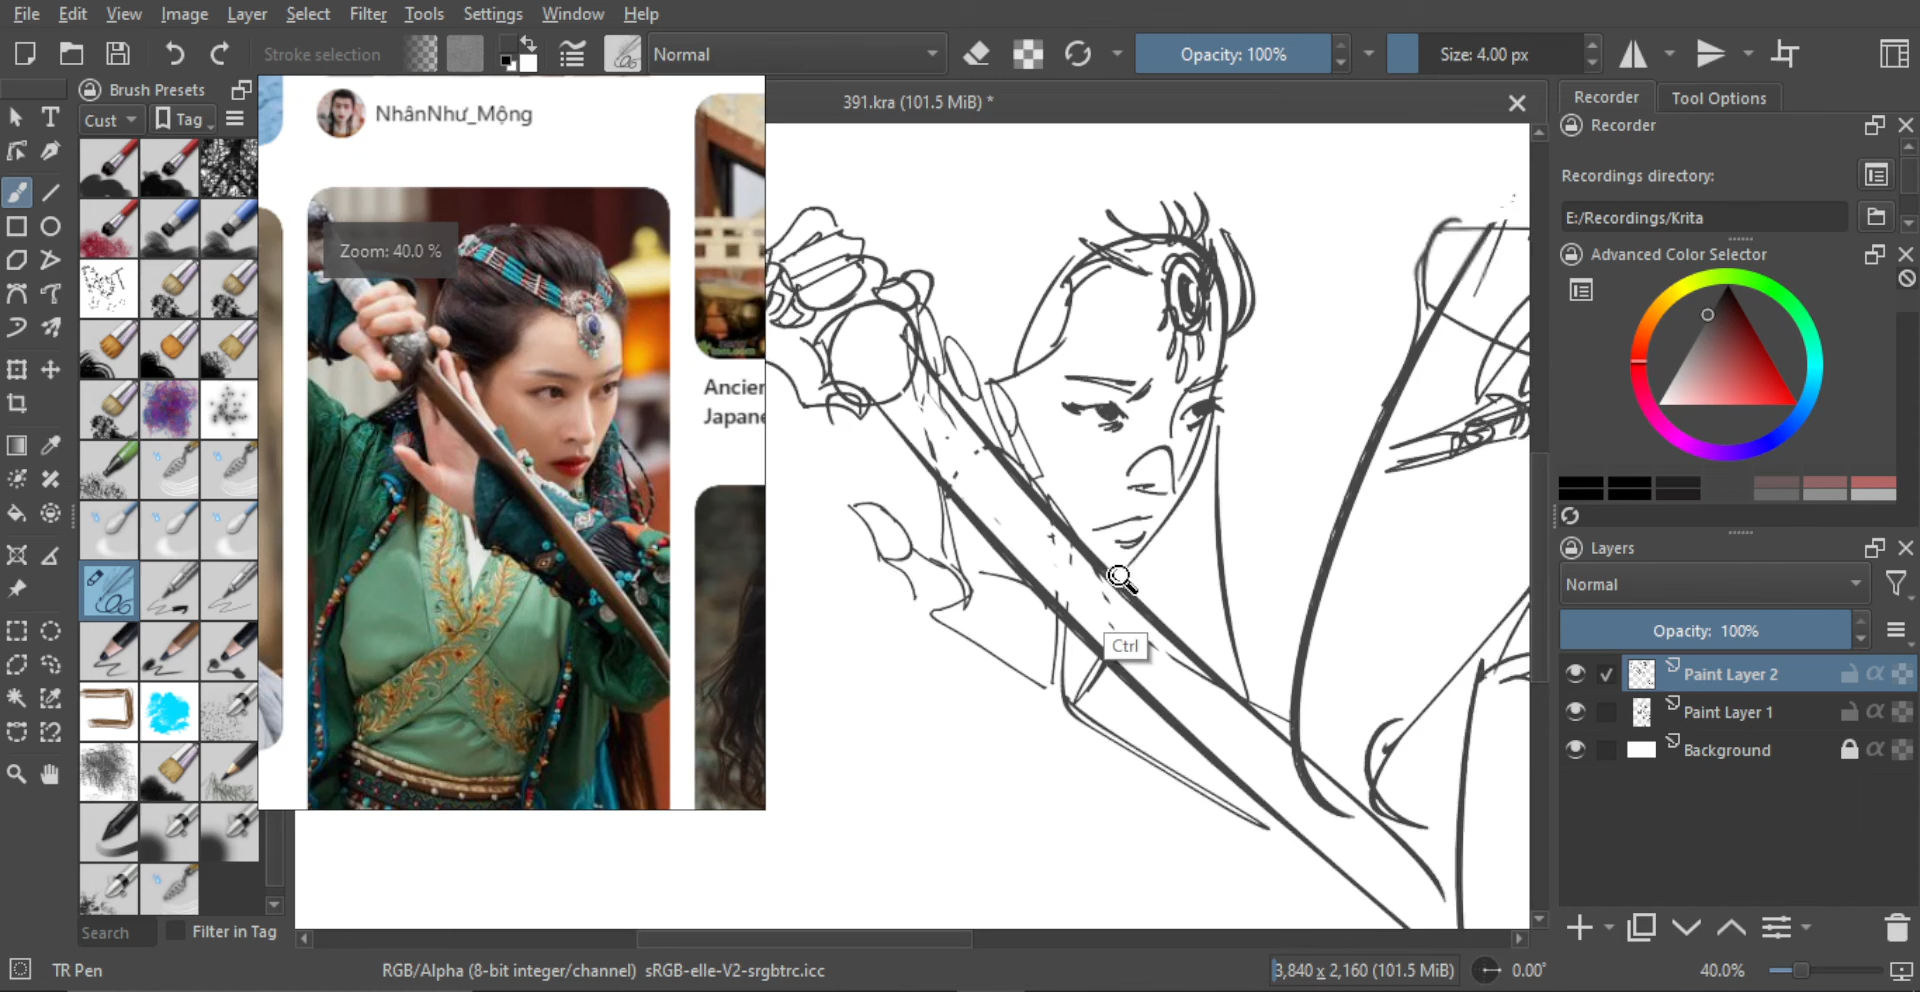 File Edit View Image Layer Select Filter Tools Settings Window Help
Stroke selection
Normal
Opacity: 100%
Size: 4.00 px
Brush Presets
Cust
Tag
NhânNhư_Mộng
Zoom: 40.0 %
Ancien
Japane
391.kra (101.5 MiB) *
Ctrl
Recorder
Tool Options
Recorder
Recordings directory:
E:/Recordings/Krita
Advanced Color Selector
Layers
Normal
Opacity: 100%
Paint Layer 2
Paint Layer 1
Background
Search
Filter in Tag
TR Pen
RGB/Alpha (8-bit integer/channel) sRGB-elle-V2-srgbtrc.icc
3,840 x 2,160 (101.5 MiB)
0.00°
40.0%